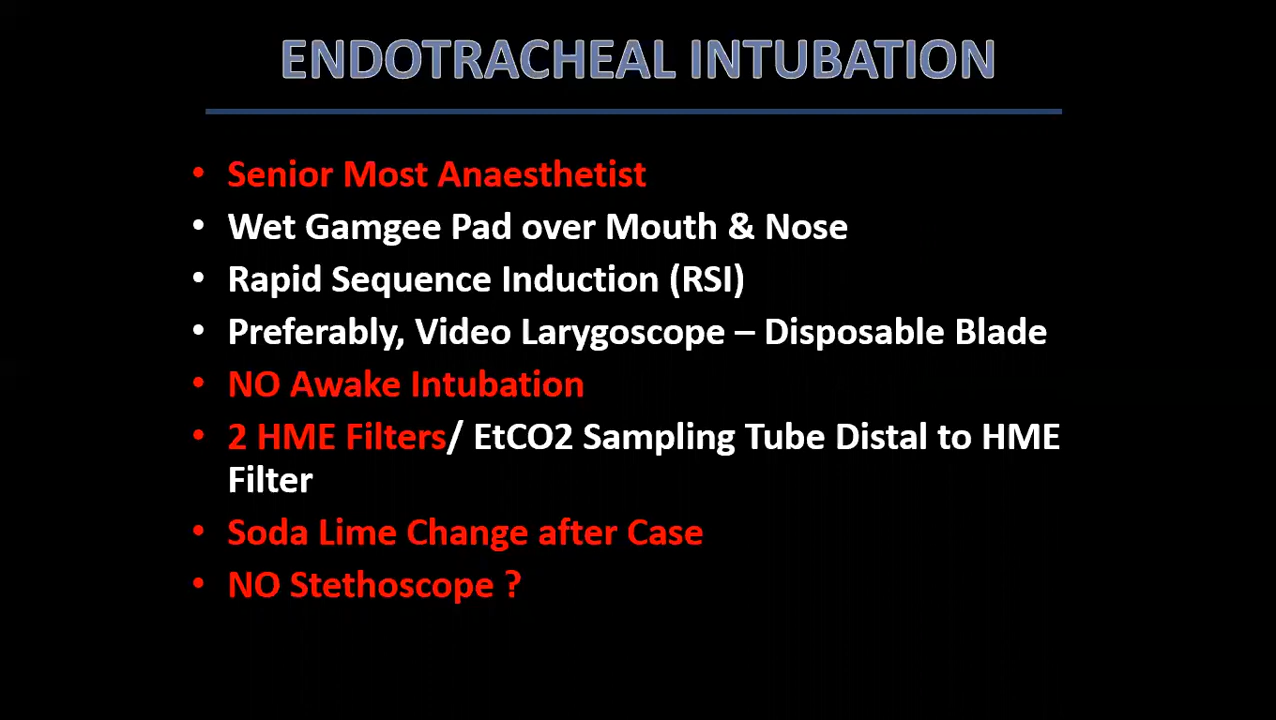 ENDOTRACHEAL INTUBATION
• Senior Most Anaesthetist
• Wet Gamgee Pad over Mouth & Nose
• Rapid Sequence Induction (RSI)
• Preferably, Video Larygoscope – Disposable Blade
• NO Awake Intubation
• 2 HME Filters/ EtCO2 Sampling Tube Distal to HME
Filter
• Soda Lime Change after Case
• NO Stethoscope ?